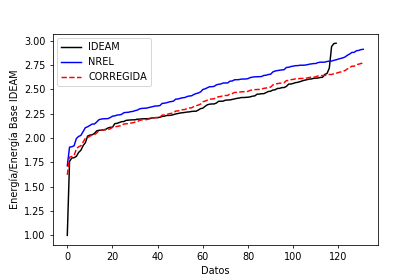 3.00
2.75
2.50
2.25
2.00
1.75
1.50
1.25
1.00
Energía/Energía Base IDEAM
IDEAM
NREL
CORREGIDA
0 20 40 60 80 100 120
Datos